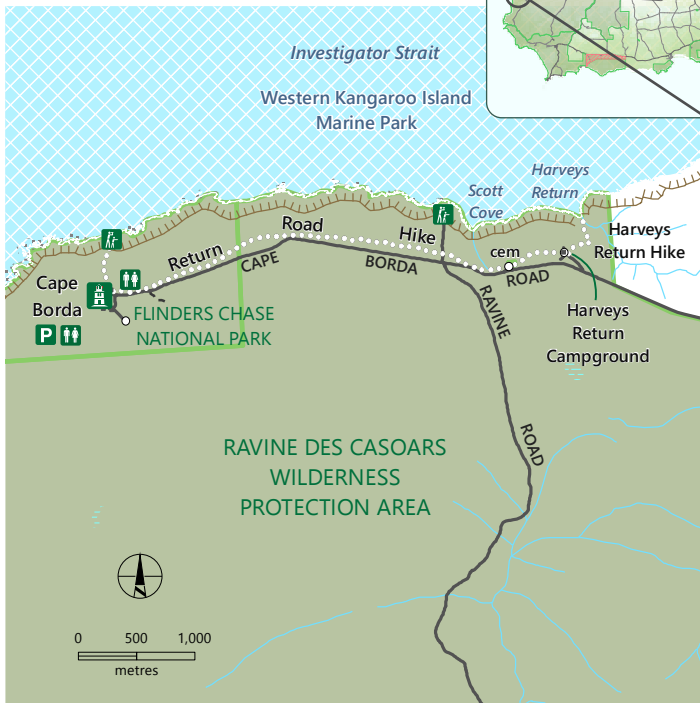 Investigator Strait
Western Kangaroo Island
Marine Park
Harveys
Return
Scott
Cove
Road
Hike
Return
CAPE
BORDA
cem
ROAD
Harveys
Return Hike
Cape
Borda
P
FLINDERS CHASE
NATIONAL PARK
RAVINE
ROAD
Harveys
Return
Campground
RAVINE DES CASOARS
WILDERNESS
PROTECTION AREA
0 500 1,000
metres